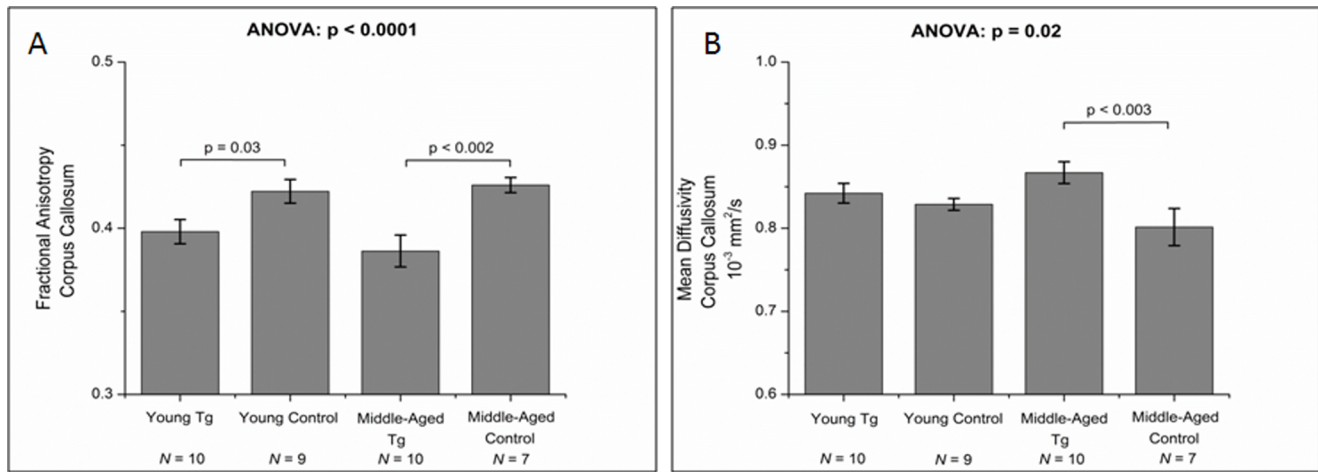 A
ANOVA: p < 0.0001
Fractional Anisotropy
Corpus Callosum
0.5
0.4
0.3
p = 0.03
p < 0.002
Young Tg
Young Control
Middle-Aged
Tg
Middle-Aged
Control
N = 10
N = 9
N = 10
N = 7
B
ANOVA: p = 0.02
Mean Diffusivity
Corpus Callosum
10⁻³ mm²/s
1.0
0.9
0.8
0.7
0.6
p < 0.003
Young Tg
Young Control
Middle-Aged
Tg
Middle-Aged
Control
N = 10
N = 9
N = 10
N = 7